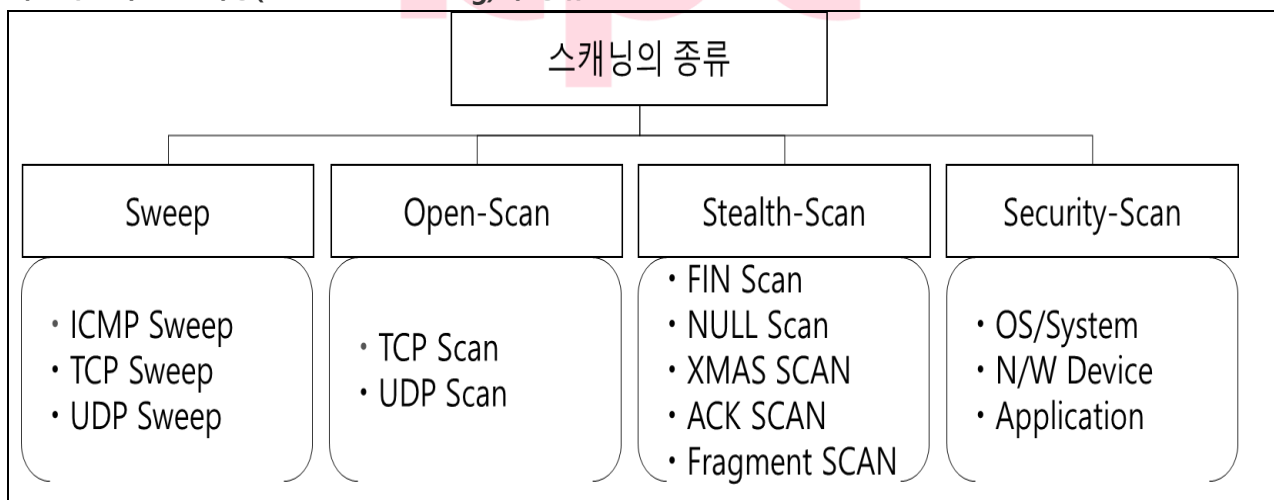 스캐닝의 종류
Sweep
Open-Scan
Stealth-Scan
Security-Scan
• ICMP Sweep
• TCP Sweep
• UDP Sweep
• TCP Scan
• UDP Scan
• FIN Scan
• NULL Scan
• XMAS SCAN
• ACK SCAN
• Fragment SCAN
• OS/System
• N/W Device
• Application